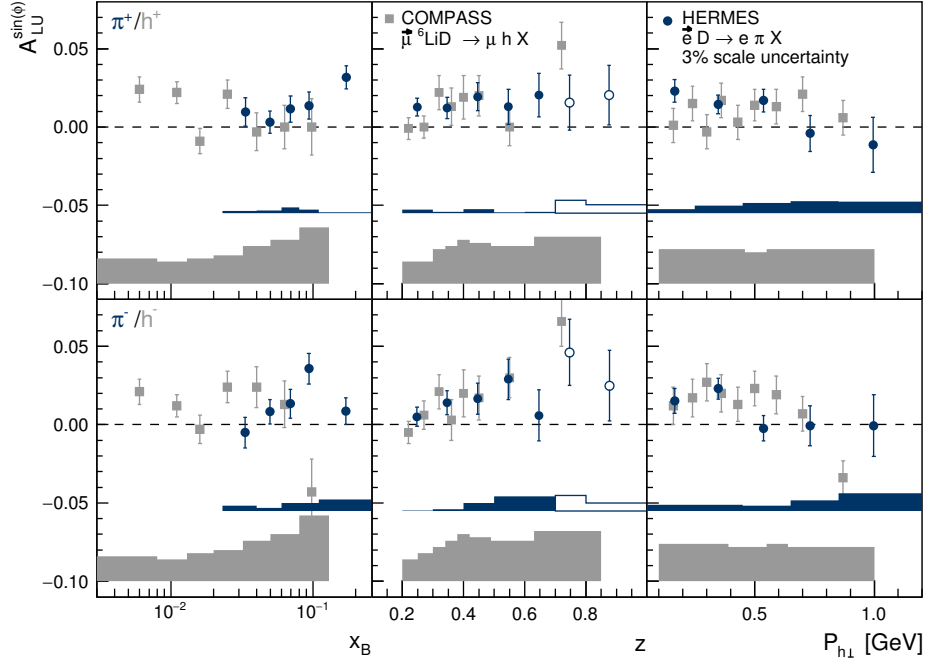 A_LU^sin(ϕ)
π+/h+
COMPASS
μ ⁶LiD → μ h X
HERMES
e D → e π X
3% scale uncertainty
0.05
0.00
−0.05
−0.10
π-/h-
0.05
0.00
−0.05
−0.10
10⁻² 10⁻¹ 0.2 0.4 0.6 0.8 0.5 1.0
x_B z P_h⊥ [GeV]